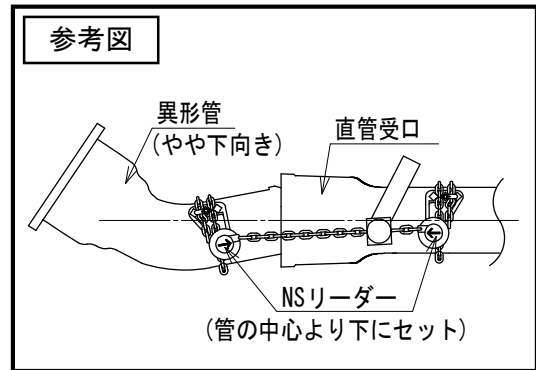 参考図
異形管
(やや下向き)
直管受口
NSリーダー
(管の中心より下にセット)